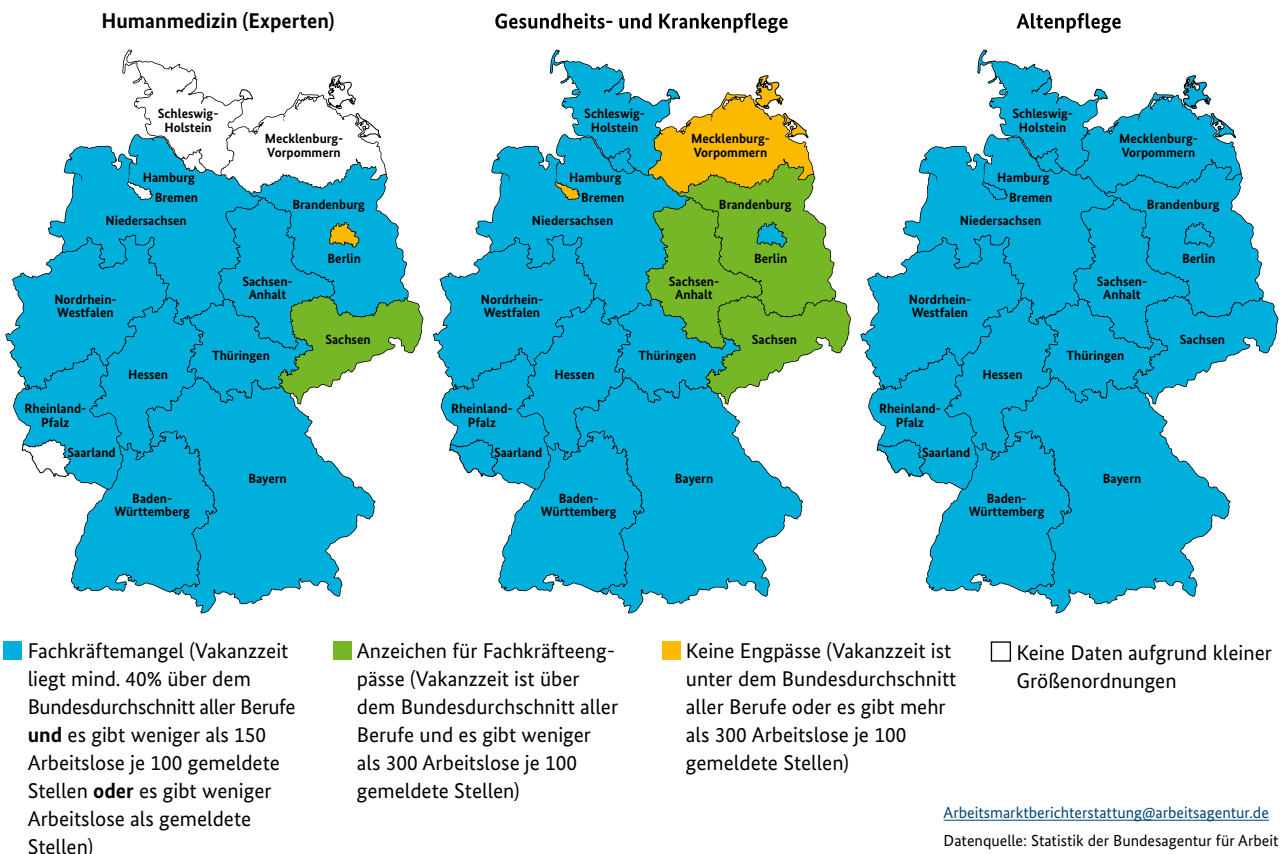 Humanmedizin (Experten)
Schleswig-
Holstein
Mecklenburg-
Vorpommern
Hamburg
Bremen
Niedersachsen
Brandenburg
Berlin
Sachsen-
Anhalt
Nordrhein-
Westfalen
Sachsen
Thüringen
Hessen
Rheinland-
Pfalz
Saarland
Bayern
Baden-
Württemberg
Gesundheits- und Krankenpflege
Schleswig-
Holstein
Mecklenburg-
Vorpommern
Hamburg
Bremen
Niedersachsen
Brandenburg
Berlin
Sachsen-
Anhalt
Nordrhein-
Westfalen
Sachsen
Thüringen
Hessen
Rheinland-
Pfalz
Saarland
Bayern
Baden-
Württemberg
Altenpflege
Schleswig-
Holstein
Mecklenburg-
Vorpommern
Hamburg
Bremen
Niedersachsen
Brandenburg
Berlin
Sachsen-
Anhalt
Nordrhein-
Westfalen
Sachsen
Thüringen
Hessen
Rheinland-
Pfalz
Saarland
Bayern
Baden-
Württemberg
Fachkräftemangel (Vakanzzeit
liegt mind. 40% über dem
Bundesdurchschnitt aller Berufe
und es gibt weniger als 150
Arbeitslose je 100 gemeldete
Stellen oder es gibt weniger
Arbeitslose als gemeldete
Stellen)
Anzeichen für Fachkräfteeng-
pässe (Vakanzzeit ist über
dem Bundesdurchschnitt aller
Berufe und es gibt weniger
als 300 Arbeitslose je 100
gemeldete Stellen)
Keine Engpässe (Vakanzzeit ist
unter dem Bundesdurchschnitt
aller Berufe oder es gibt mehr
als 300 Arbeitslose je 100
gemeldete Stellen)
Keine Daten aufgrund kleiner
Größenordnungen
Arbeitsmarktberichterstattung@arbeitsagentur.de
Datenquelle: Statistik der Bundesagentur für Arbeit